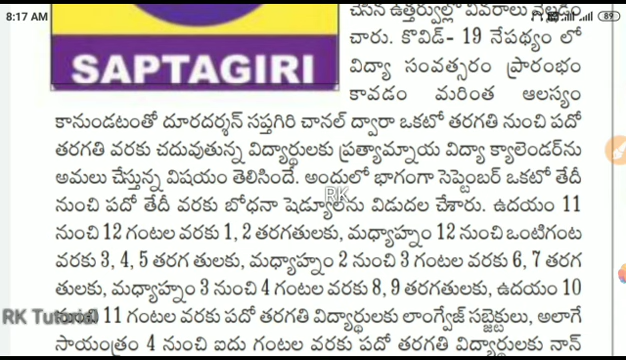 8:17 AM
89
చేసిన ఉత్తర్వుల్లో వివరాలు వెల్లడిం
SAPTAGIRI
చారు. కొవిడ్- 19 నేపథ్యం లో
విద్యా సంవత్సరం ప్రారంభం
కావడం మరింత ఆలస్యం
కానుండటంతో దూరదర్శన్ సప్తగిరి చానల్ ద్వారా ఒకటో తరగతి నుంచి పదో
తరగతి వరకు చదువుతున్న విద్యార్థులకు ప్రత్యామ్నాయ విద్యా క్యాలెండర్‌ను
అమలు చేస్తున్న విషయం తెలిసిందే. అందులో భాగంగా సెప్టెంబర్ ఒకటో తేదీ
RK
నుంచి పదో తేదీ వరకు బోధనా షెడ్యూల్‌ను విడుదల చేశారు. ఉదయం 11
నుంచి 12 గంటల వరకు 1, 2 తరగతులకు, మధ్యాహ్నం 12 నుంచి ఒంటిగంట
వరకు 3, 4, 5 తరగ తులకు, మధ్యాహ్నం 2 నుంచి 3 గంటల వరకు 6, 7 తరగ
తులకు, మధ్యాహ్నం 3 నుంచి 4 గంటల వరకు 8, 9 తరగతులకు, ఉదయం 10
RK Tutorial
11 గంటల వరకు పదో తరగతి విద్యార్థులకు లాంగ్వేజ్ సబ్జెక్టులు, అలాగే
సాయంత్రం 4 నుంచి ఐదు గంటల వరకు పదో తరగతి విద్యార్థులకు నాన్